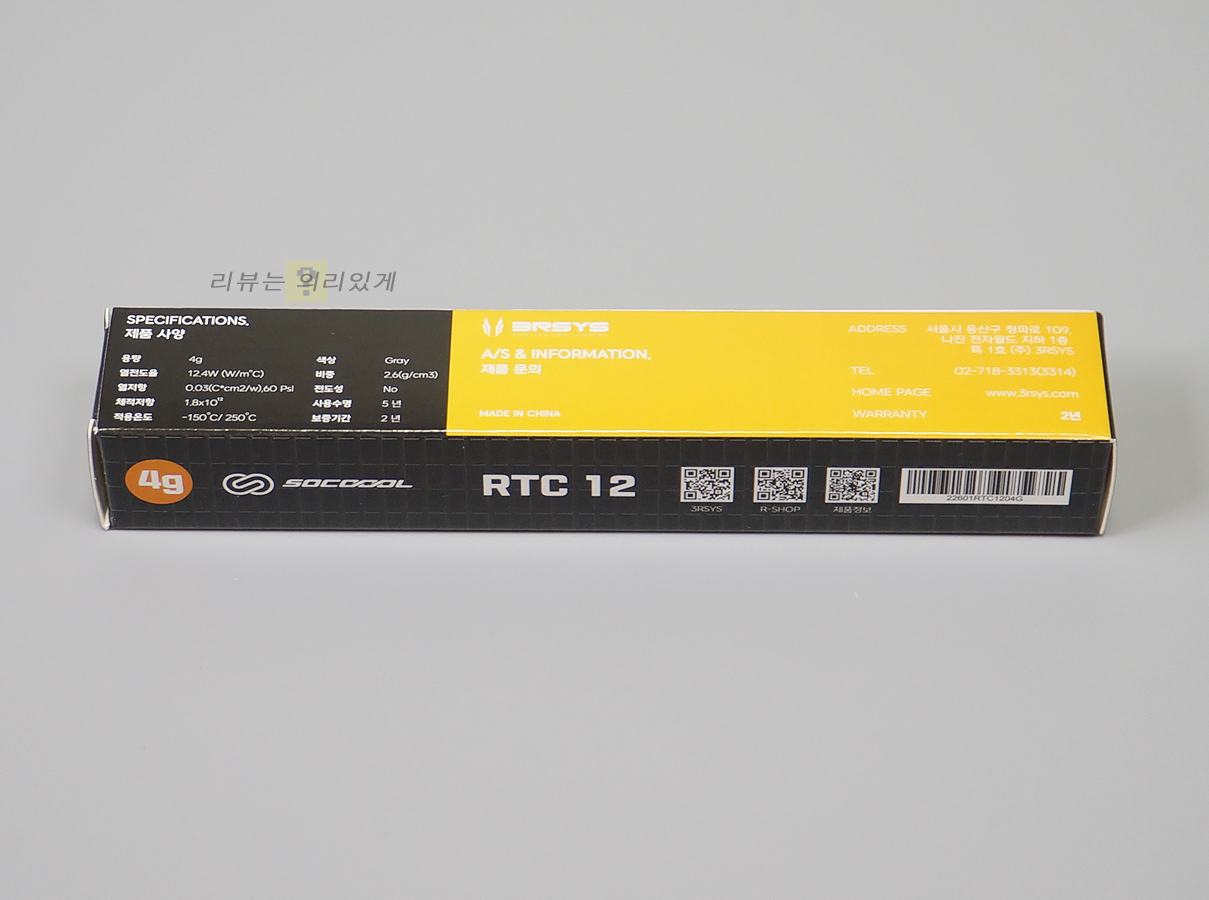 리뷰는 의리있게
SPECIFICATIONS.
제품 사양
용량 4g 색상 Gray
열전도율 12.4W (W/m°C) 비중 2.6(g/cm3)
열저항 0.03(C*cm2/w),60 Psi 전도성 No
체적저항 1.8x10¹² 사용수명 5 년
적용온도 -150°C/ 250°C 보증기간 2 년
3RSYS
A/S & INFORMATION.
제품 문의
MADE IN CHINA
ADDRESS 서울시 용산구 청파로 109,
나진 전자월드 지하 1층
특 1호 (주) 3RSYS
TEL 02-718-3313(3314)
HOME PAGE www.3rsys.com
WARRANTY 2년
4g SOCOOOL RTC 12
3RSYS R-SHOP 제품정보
22601RTC1204G